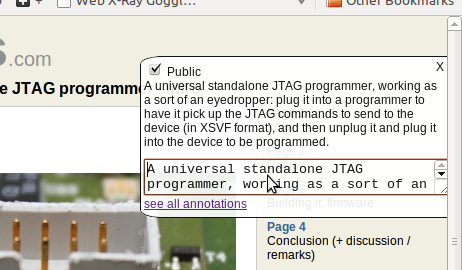 Web X-Ray Goggl...
Other Bookmarks
s.com
e JTAG programme
X
Public
A universal standalone JTAG programmer, working as
a sort of an eyedropper: plug it into a programmer to
have it pick up the JTAG commands to send to the
device (in XSVF format), and then unplug it and plug it
into the device to be programmed.
A universal standalone JTAG
programmer, working as a sort of an
see all annotations
Building it, firmware
Page 4
Conclusion (+ discussion /
remarks)